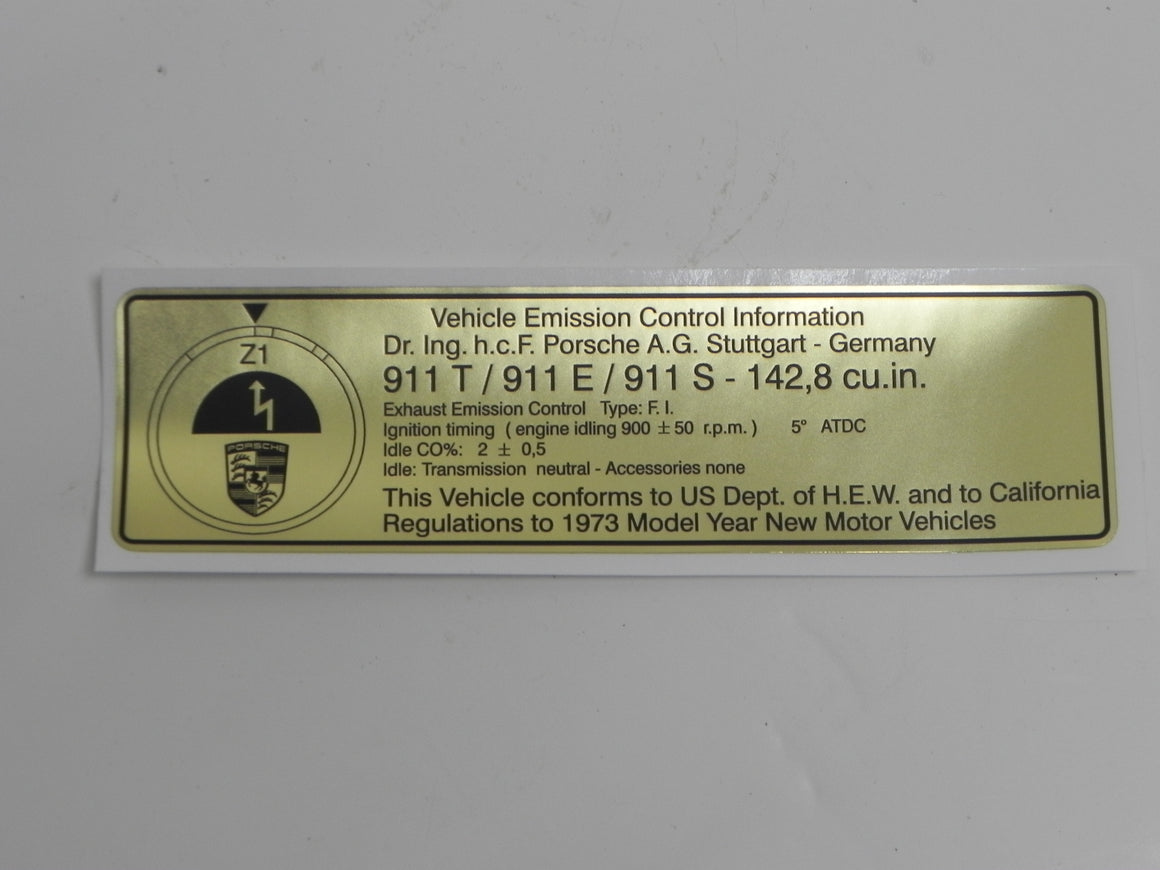 Vehicle Emission Control Information
Dr. Ing. h.c.F. Porsche A.G. Stuttgart - Germany
911 T / 911 E / 911 S - 142,8 cu.in.
Exhaust Emission Control Type: F. I.
Ignition timing ( engine idling 900 ± 50 r.p.m. ) 5° ATDC
Idle CO%: 2 ± 0,5
Idle: Transmission neutral - Accessories none
This Vehicle conforms to US Dept. of H.E.W. and to California
Regulations to 1973 Model Year New Motor Vehicles
Z1
PORSCHE